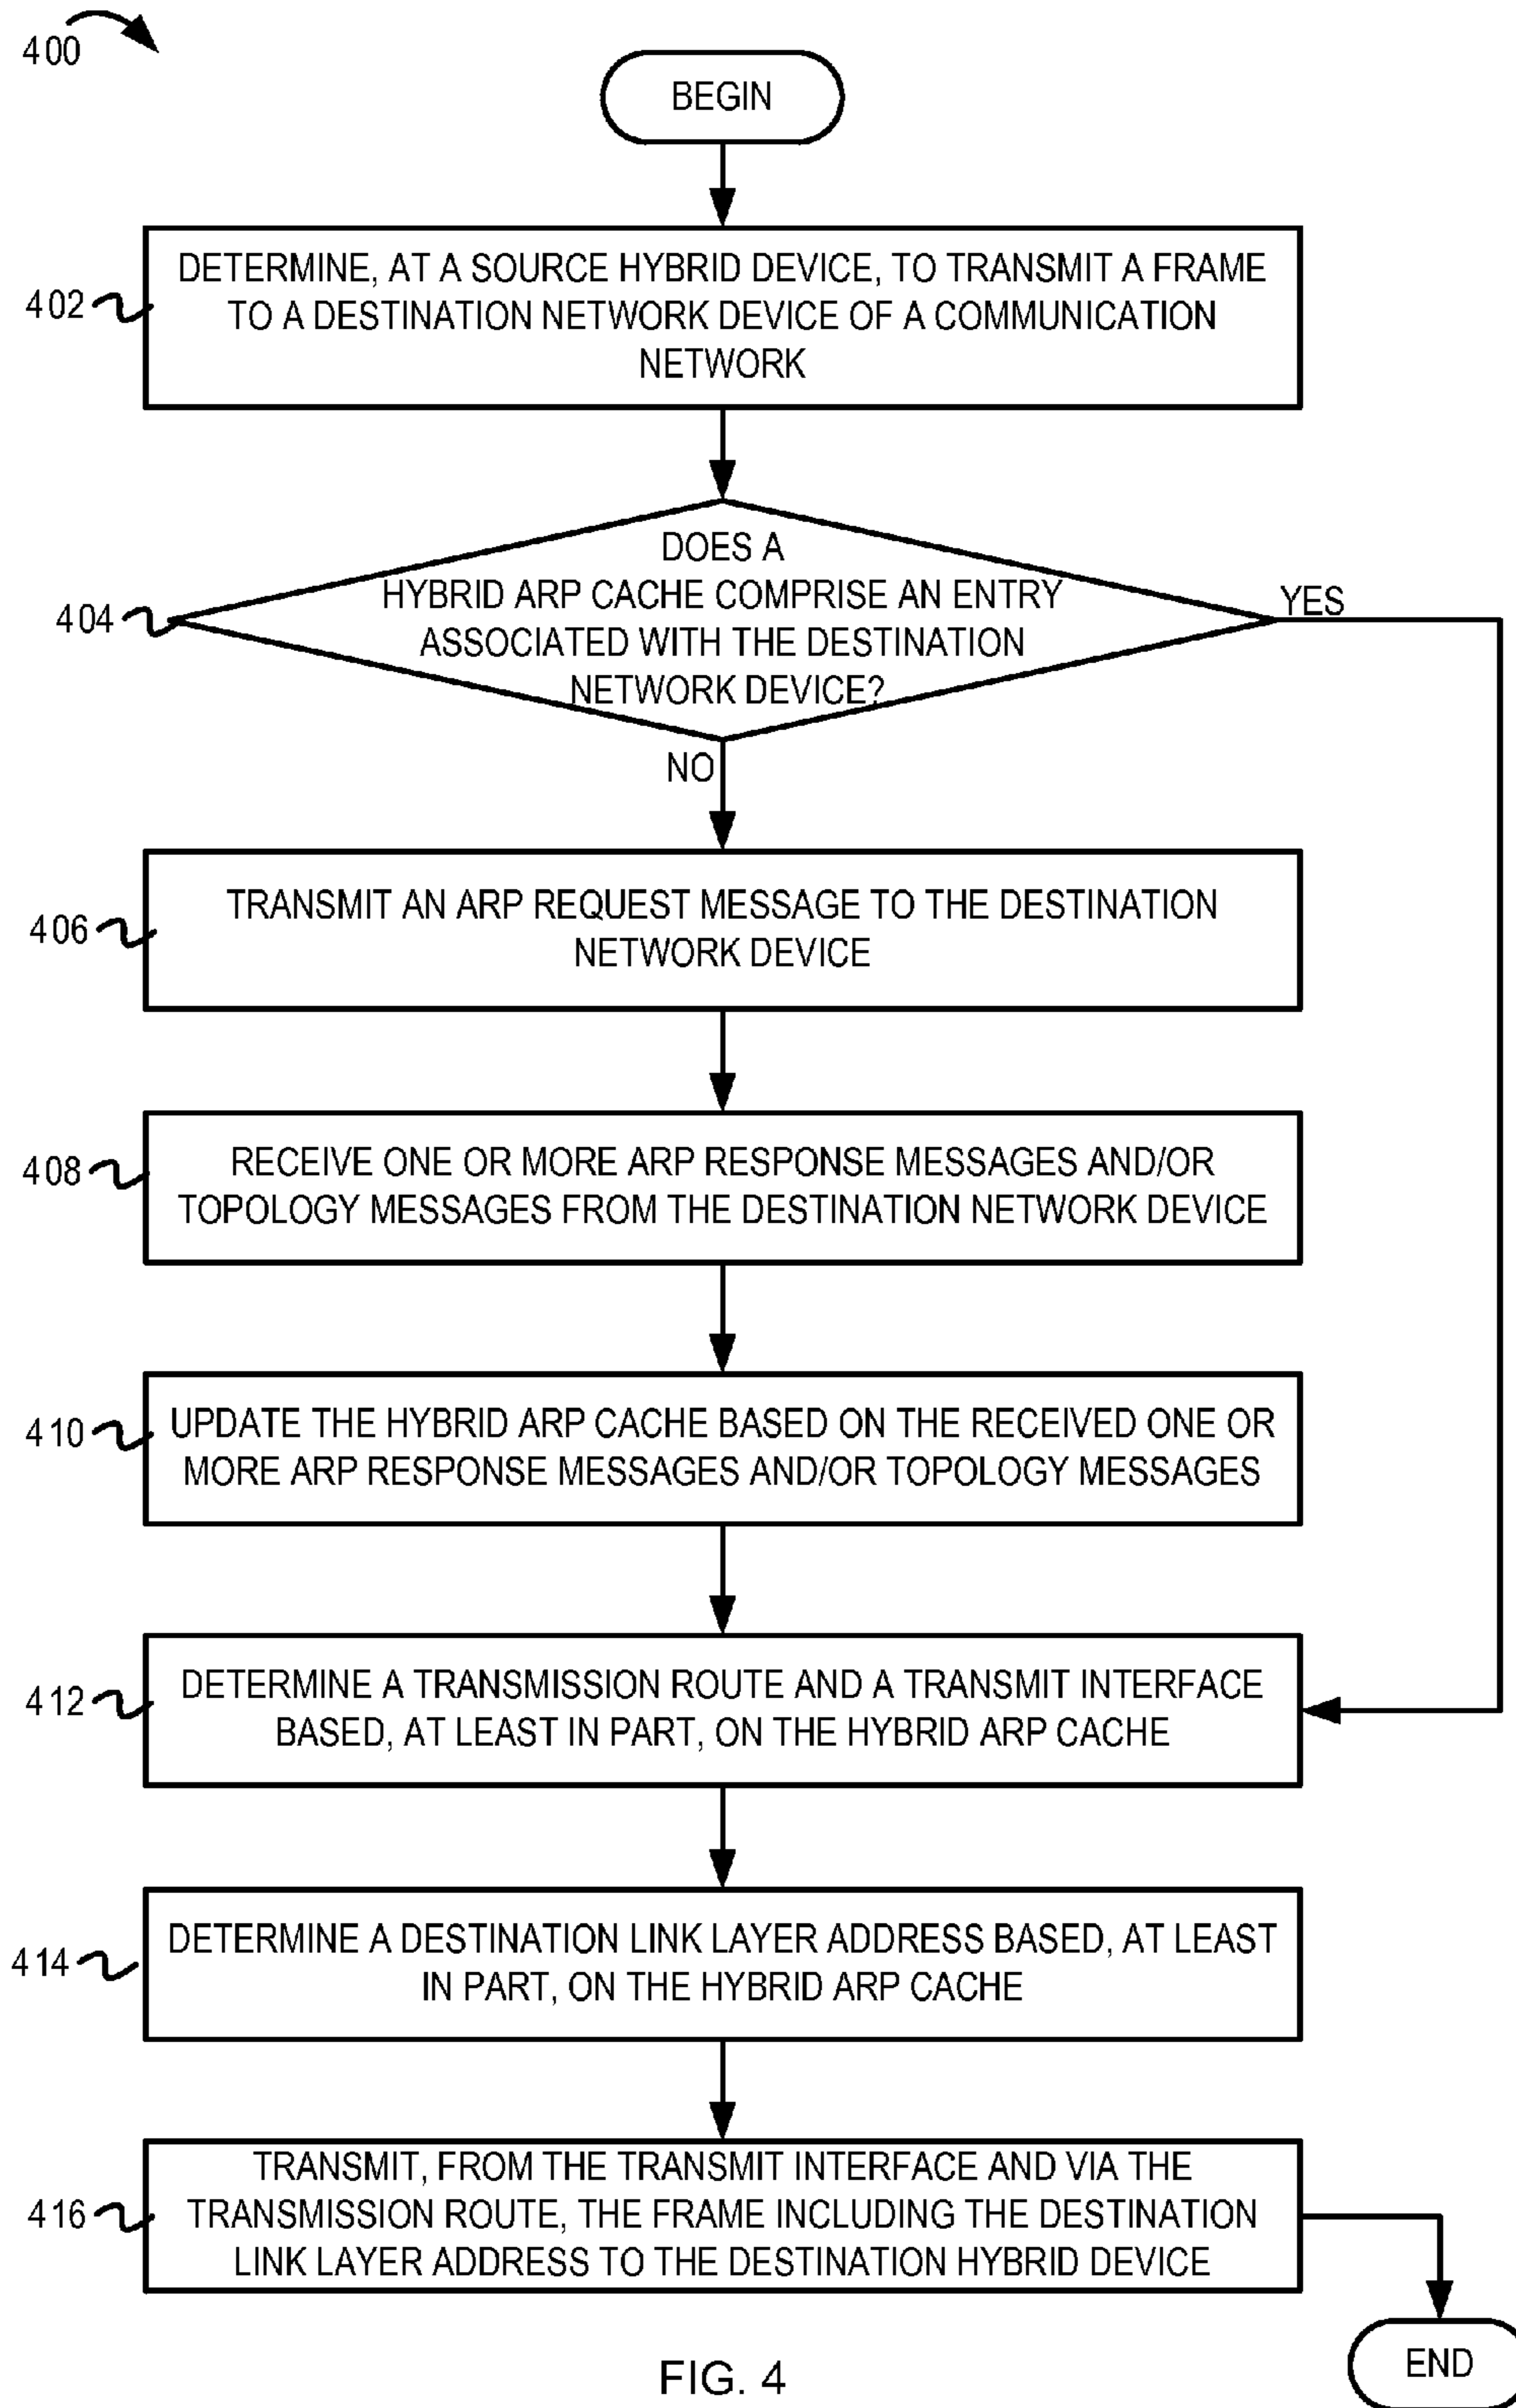 400
BEGIN
402
DETERMINE, AT A SOURCE HYBRID DEVICE, TO TRANSMIT A FRAME
TO A DESTINATION NETWORK DEVICE OF A COMMUNICATION
NETWORK
404
DOES A
HYBRID ARP CACHE COMPRISE AN ENTRY
ASSOCIATED WITH THE DESTINATION
NETWORK DEVICE?
YES
NO
406
TRANSMIT AN ARP REQUEST MESSAGE TO THE DESTINATION
NETWORK DEVICE
408
RECEIVE ONE OR MORE ARP RESPONSE MESSAGES AND/OR
TOPOLOGY MESSAGES FROM THE DESTINATION NETWORK DEVICE
410
UPDATE THE HYBRID ARP CACHE BASED ON THE RECEIVED ONE OR
MORE ARP RESPONSE MESSAGES AND/OR TOPOLOGY MESSAGES
412
DETERMINE A TRANSMISSION ROUTE AND A TRANSMIT INTERFACE
BASED, AT LEAST IN PART, ON THE HYBRID ARP CACHE
414
DETERMINE A DESTINATION LINK LAYER ADDRESS BASED, AT LEAST
IN PART, ON THE HYBRID ARP CACHE
416
TRANSMIT, FROM THE TRANSMIT INTERFACE AND VIA THE
TRANSMISSION ROUTE, THE FRAME INCLUDING THE DESTINATION
LINK LAYER ADDRESS TO THE DESTINATION HYBRID DEVICE
END
FIG. 4